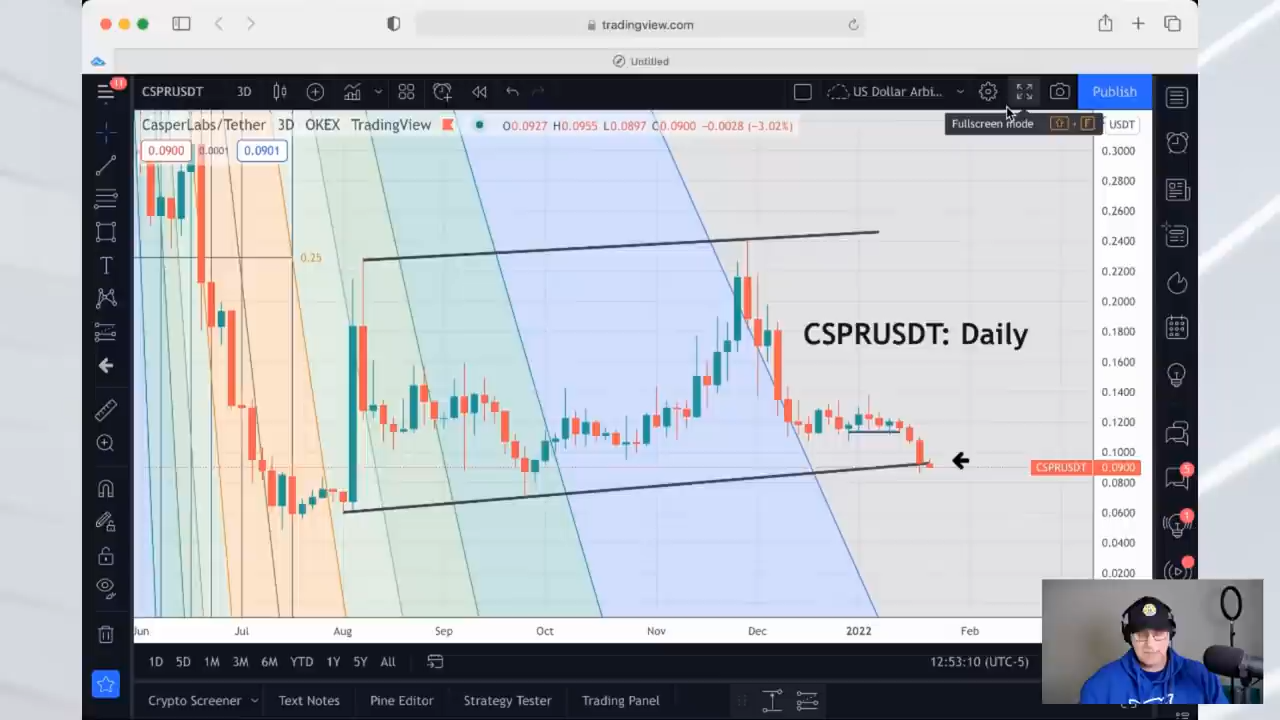 tradingview.com
Untitled
11
CSPRUSDT 3D US Dollar Arbi... Publish
CasperLabs/Tether 3D OKEX TradingView O0.0927 H0.0955 L0.0897 C0.0900 −0.0028 (−3.02%)
Fullscreen mode ⇧ + F
USDT
0.0900 0.0001 0.0901
0.3000
0.2800
0.2600
0.25
0.2400
0.2200
0.2000
CSPRUSDT: Daily
0.1800
0.1600
0.1400
0.1200
0.1000
CSPRUSDT 0.0900
0.0800
0.0600
0.0400
0.0200
5
1
Jun Jul Aug Sep Oct Nov Dec 2022 Feb
1D 5D 1M 3M 6M YTD 1Y 5Y All 12:53:10 (UTC-5)
Crypto Screener Text Notes Pine Editor Strategy Tester Trading Panel